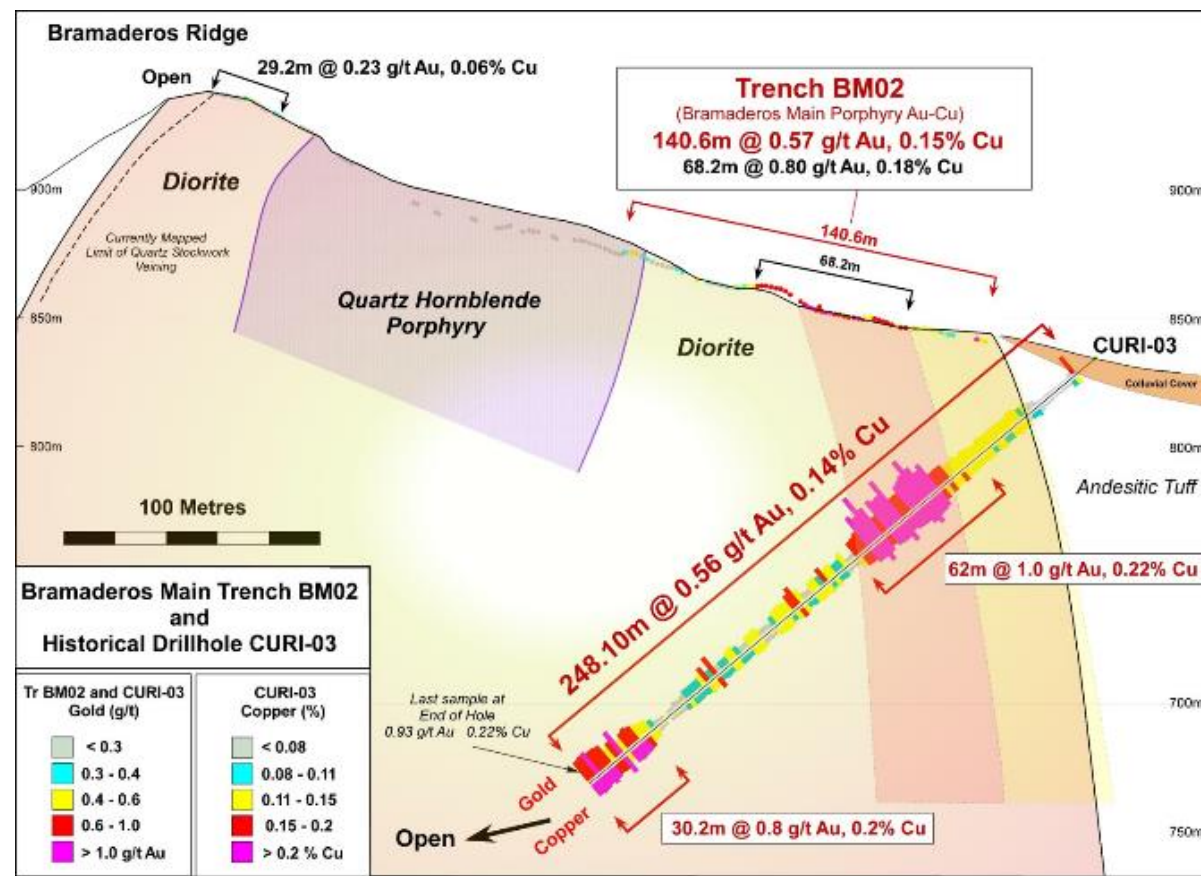 Bramaderos Ridge
Open
29.2m @ 0.23 g/t Au, 0.06% Cu
Trench BM02
(Bramaderos Main Porphyry Au-Cu)
140.6m @ 0.57 g/t Au, 0.15% Cu
68.2m @ 0.80 g/t Au, 0.18% Cu
900m
900m
Diorite
Currently Mapped
Limit of Quartz Stockwork
Veining
140.6m
68.2m
Quartz Hornblende
Porphyry
Diorite
850m
850m
CURI-03
Colluvial Cover
800m
800m
Andesitic Tuff
100 Metres
248.10m @ 0.56 g/t Au, 0.14% Cu
62m @ 1.0 g/t Au, 0.22% Cu
Bramaderos Main Trench BM02
and
Historical Drillhole CURI-03
Tr BM02 and CURI-03
Gold (g/t)
< 0.3
0.3 - 0.4
0.4 - 0.6
0.6 - 1.0
> 1.0 g/t Au
CURI-03
Copper (%)
< 0.08
0.08 - 0.11
0.11 - 0.15
0.15 - 0.2
> 0.2 % Cu
Last sample at
End of Hole
0.93 g/t Au 0.22% Cu
700m
Gold
Copper
Open
30.2m @ 0.8 g/t Au, 0.2% Cu
750m